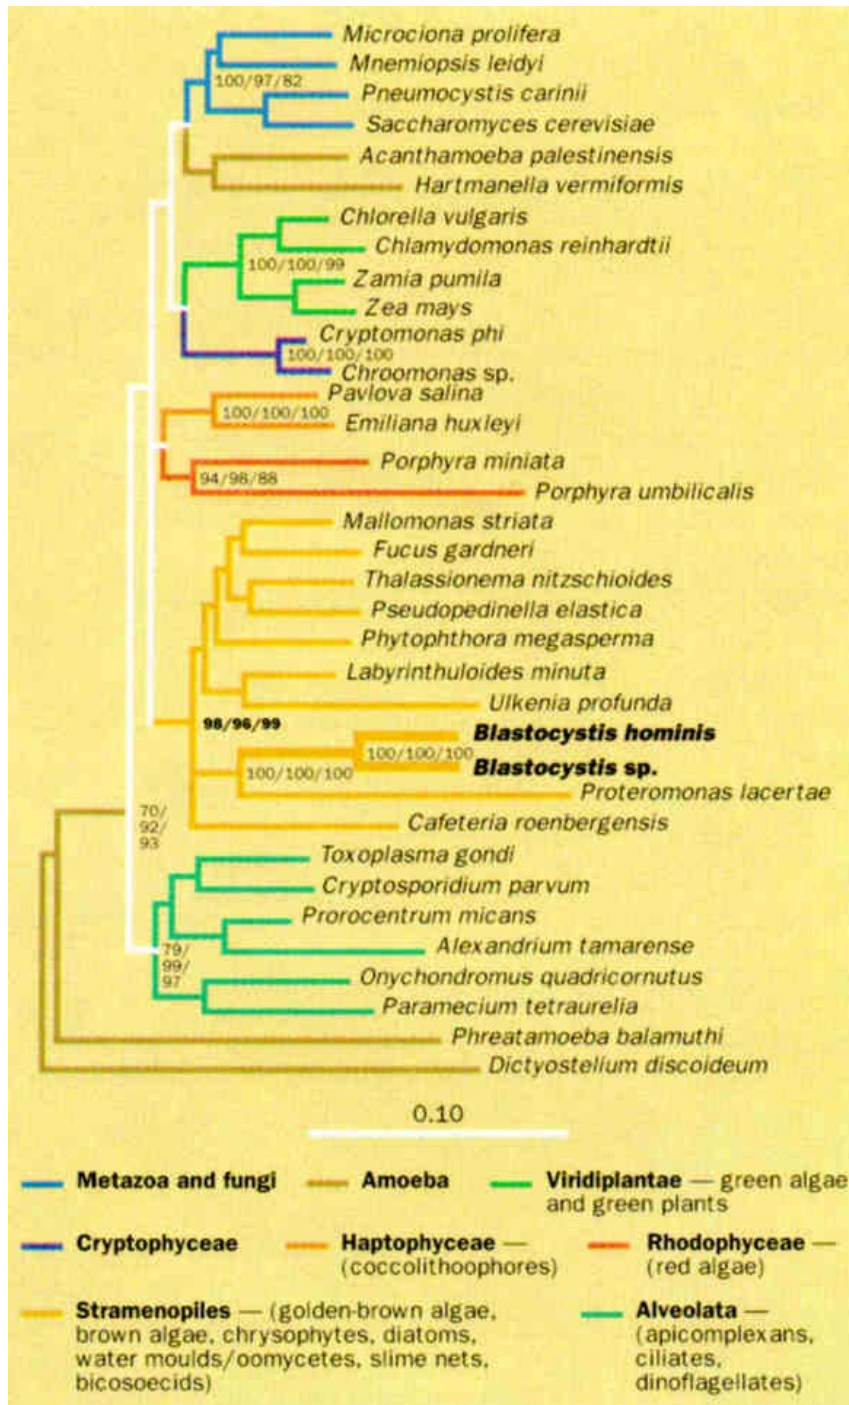 Microciona prolifera
Mnemiopsis leidyi
100/97/82
Pneumocystis carinii
Saccharomyces cerevisiae
Acanthamoeba palestinensis
Hartmanella vermiformis
Chlorella vulgaris
Chlamydomonas reinhardtii
100/100/99
Zamia pumila
Zea mays
Cryptomonas phi
100/100/100
Chroomonas sp.
Pavlova salina
100/100/100
Emiliana huxleyi
Porphyra miniata
94/98/88
Porphyra umbilicalis
Mallomonas striata
Fucus gardneri
Thalassionema nitzschioides
Pseudopedinella elastica
Phytophthora megasperma
Labyrinthuloides minuta
Ulkenia profunda
98/96/99
Blastocystis hominis
100/100/100
Blastocystis sp.
100/100/100
Proteromonas lacertae
70/
92/
93
Cafeteria roenbergensis
Toxoplasma gondi
Cryptosporidium parvum
Prorocentrum micans
Alexandrium tamarense
79/
99/
97
Onychondromus quadricornutus
Paramecium tetraurelia
Phreatamoeba balamuthi
Dictyostelium discoideum
0.10
Metazoa and fungi
Amoeba
Viridiplantae — green algae
and green plants
Cryptophyceae
Haptophyceae —
(coccolithoophores)
Rhodophyceae —
(red algae)
Stramenopiles — (golden-brown algae,
brown algae, chrysophytes, diatoms,
water moulds/oomycetes, slime nets,
bicosoecids)
Alveolata —
(apicomplexans,
ciliates,
dinoflagellates)